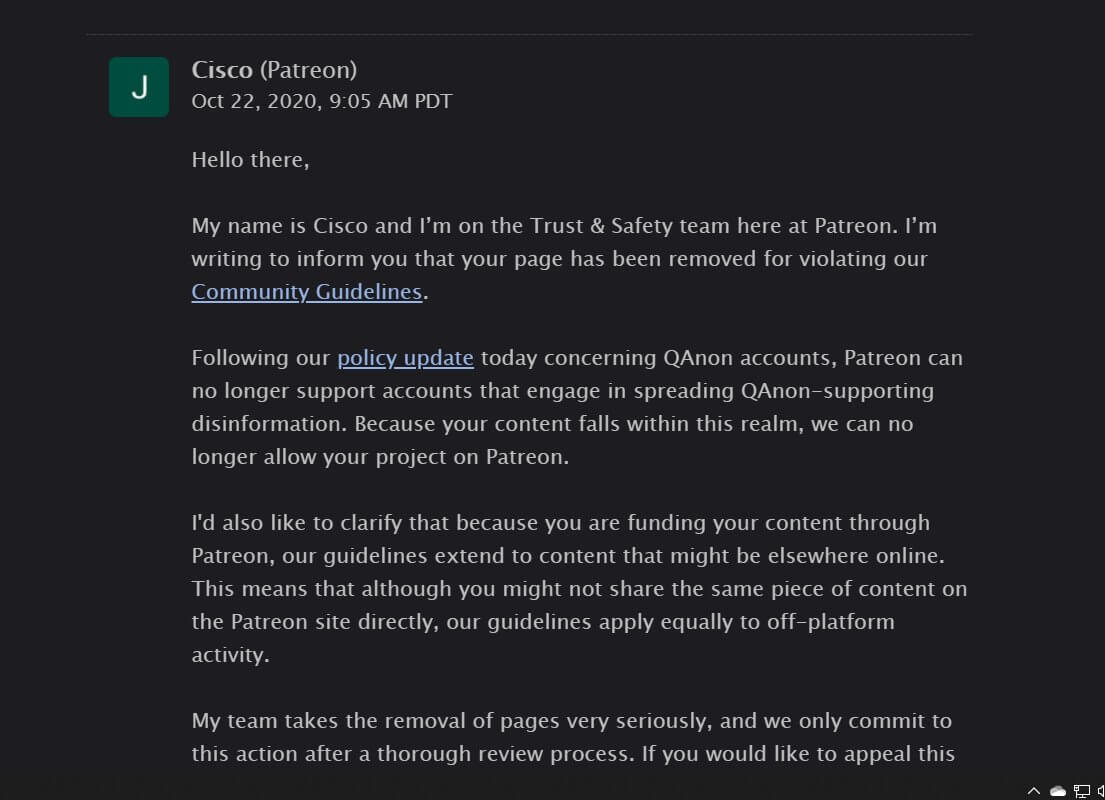 J
Cisco (Patreon)
Oct 22, 2020, 9:05 AM PDT
Hello there,
My name is Cisco and I’m on the Trust & Safety team here at Patreon. I’m
writing to inform you that your page has been removed for violating our
Community Guidelines.
Following our policy update today concerning QAnon accounts, Patreon can
no longer support accounts that engage in spreading QAnon-supporting
disinformation. Because your content falls within this realm, we can no
longer allow your project on Patreon.
I'd also like to clarify that because you are funding your content through
Patreon, our guidelines extend to content that might be elsewhere online.
This means that although you might not share the same piece of content on
the Patreon site directly, our guidelines apply equally to off-platform
activity.
My team takes the removal of pages very seriously, and we only commit to
this action after a thorough review process. If you would like to appeal this